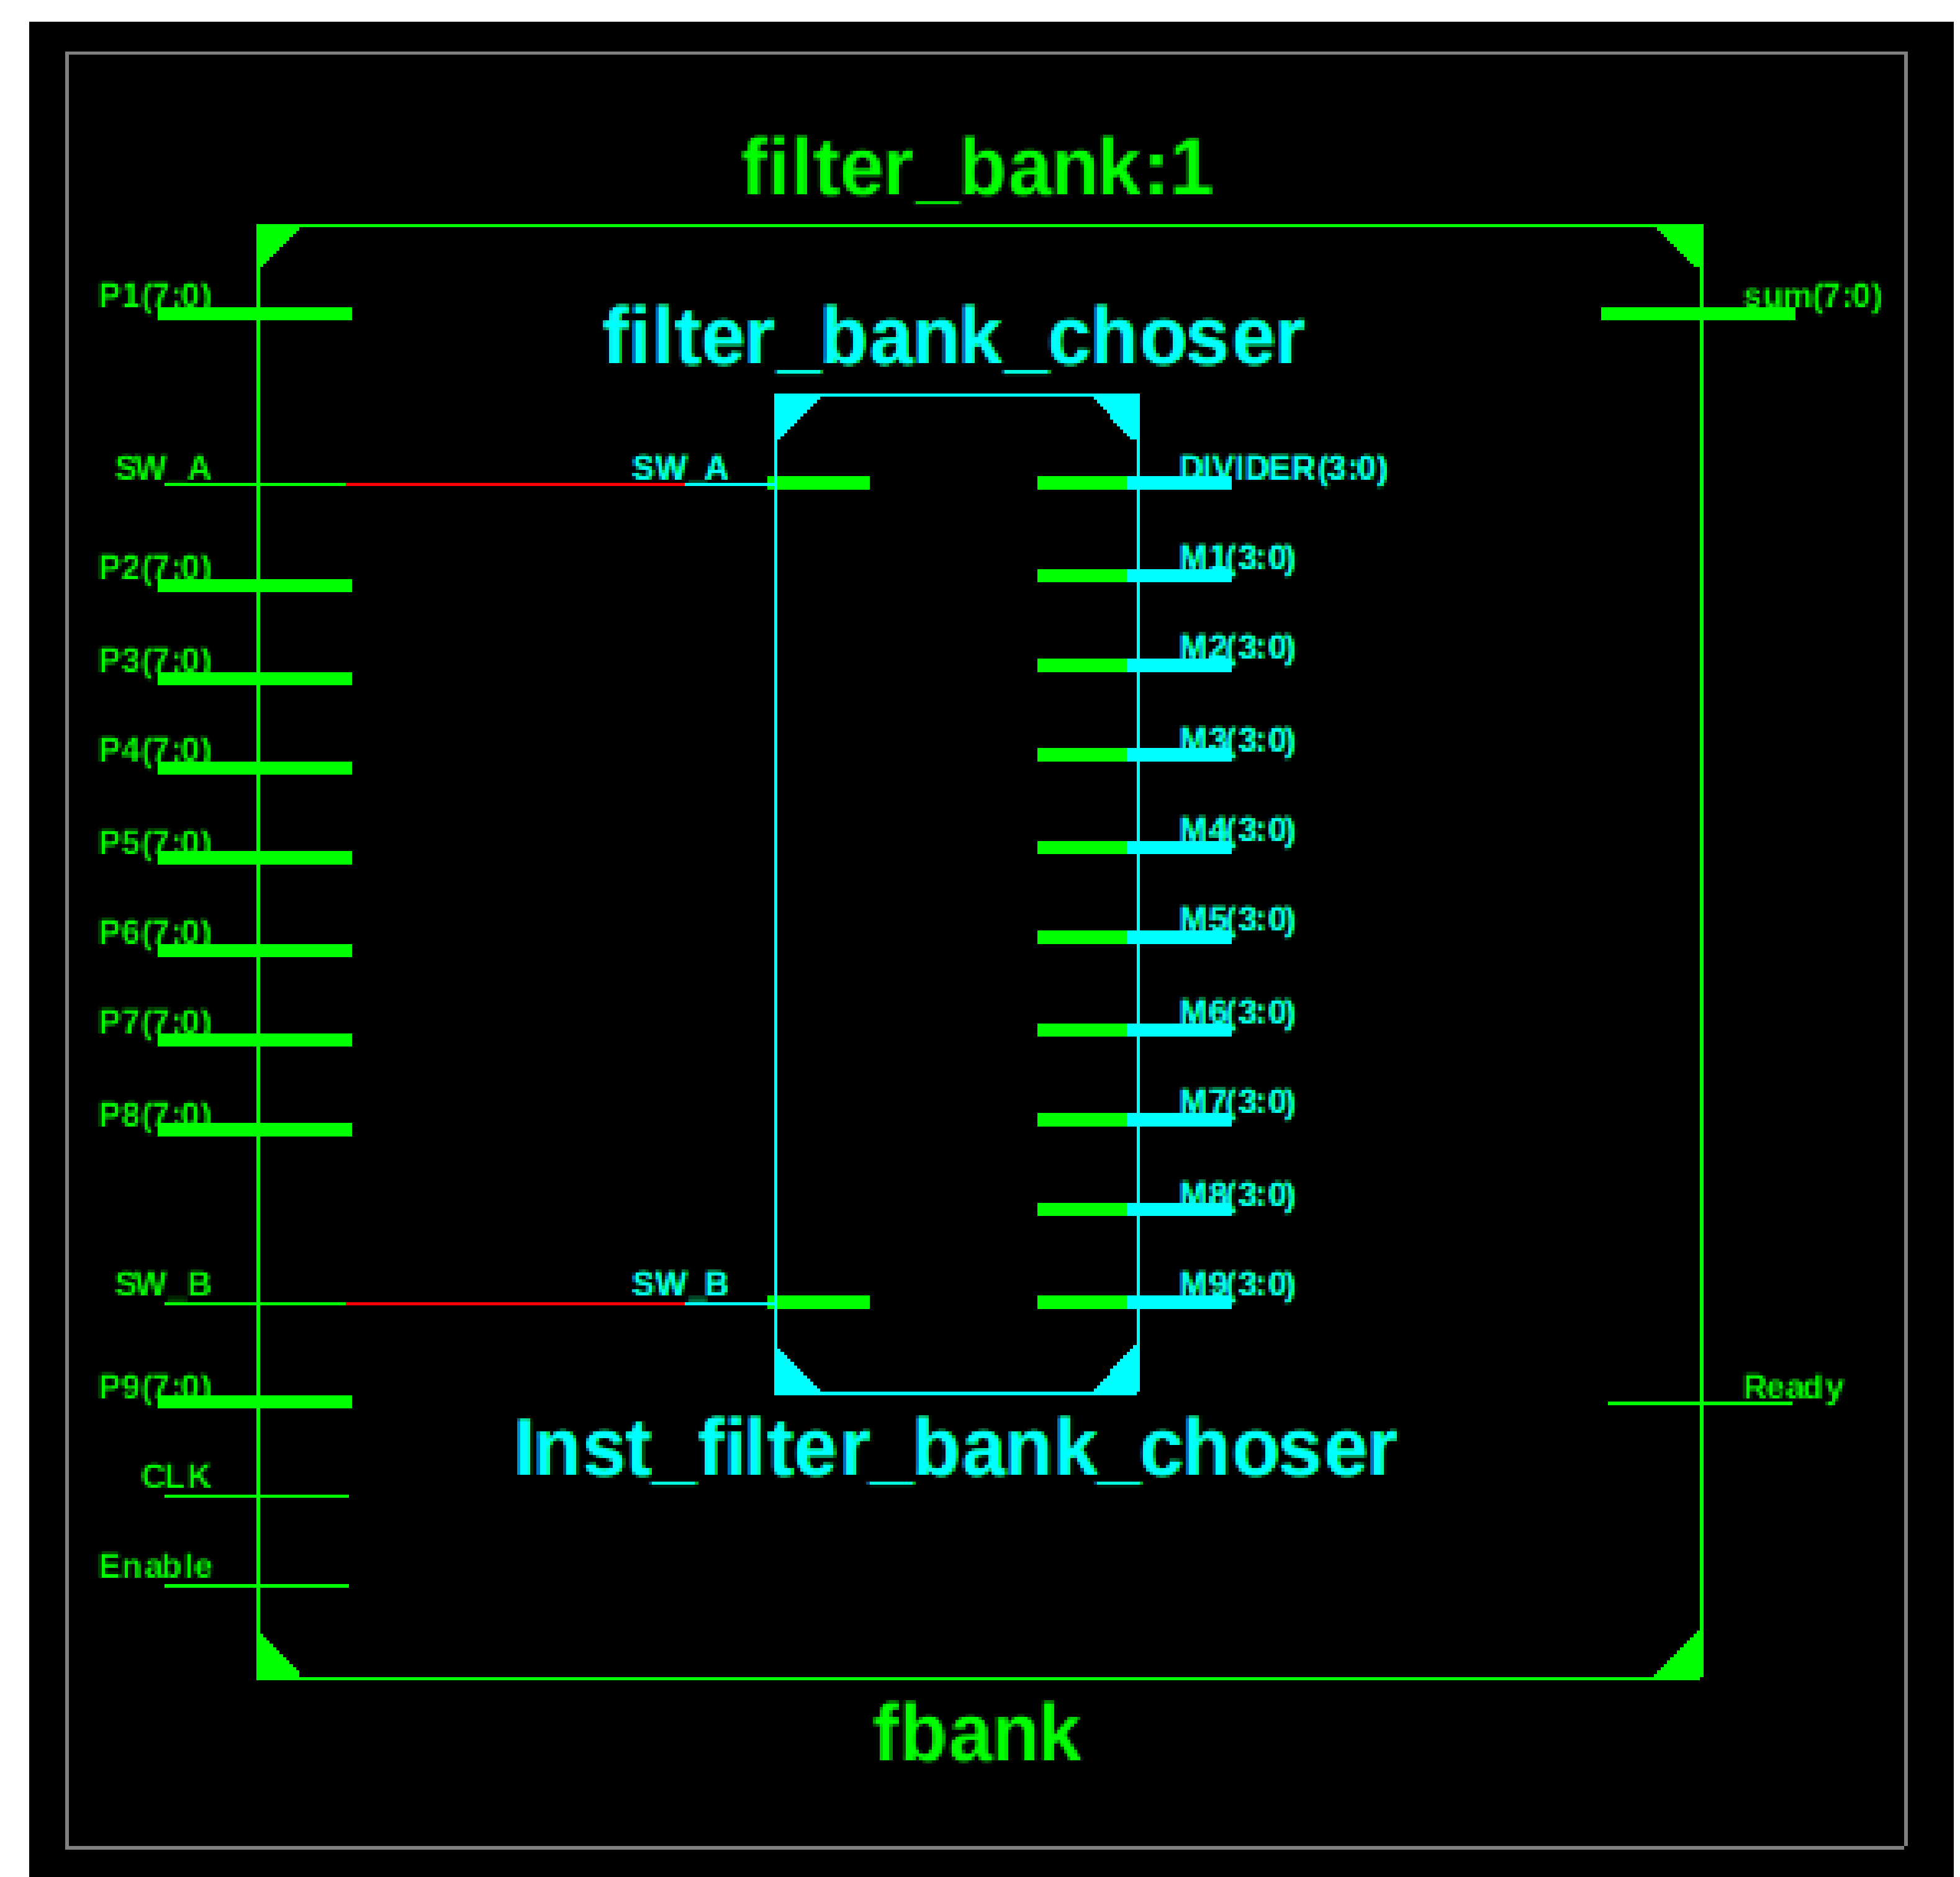 filter_bank:1
P1(7:0)
sum(7:0)
filter_bank_choser
SW_A
SW_A
DIVIDER(3:0)
M1(3:0)
P2(7:0)
M2(3:0)
P3(7:0)
M3(3:0)
P4(7:0)
M4(3:0)
P5(7:0)
M5(3:0)
P6(7:0)
M6(3:0)
P7(7:0)
M7(3:0)
P8(7:0)
M8(3:0)
SW_B
SW_B
M9(3:0)
P9(7:0)
Ready
Inst_filter_bank_choser
CLK
Enable
fbank